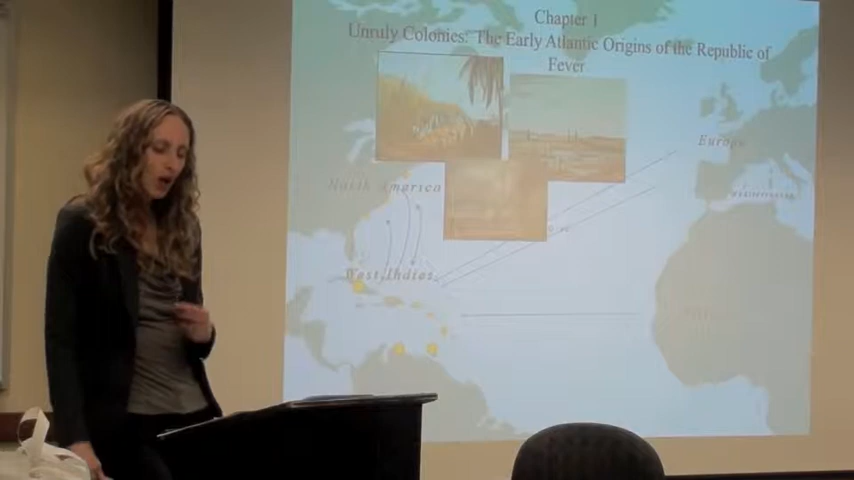 Chapter 1
Unruly Colonies: The Early Atlantic Origins of the Republic of
Fever
Europe
North America
West Indies